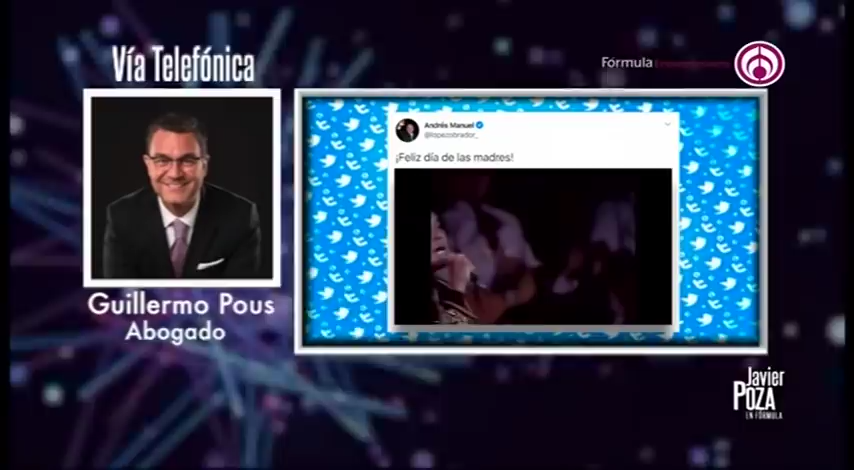 Vía Telefónica
Fórmula
Andrés Manuel
@lopezobrador_
¡Feliz día de las madres!
Guillermo Pous
Abogado
Javier
POZA
EN FÓRMULA